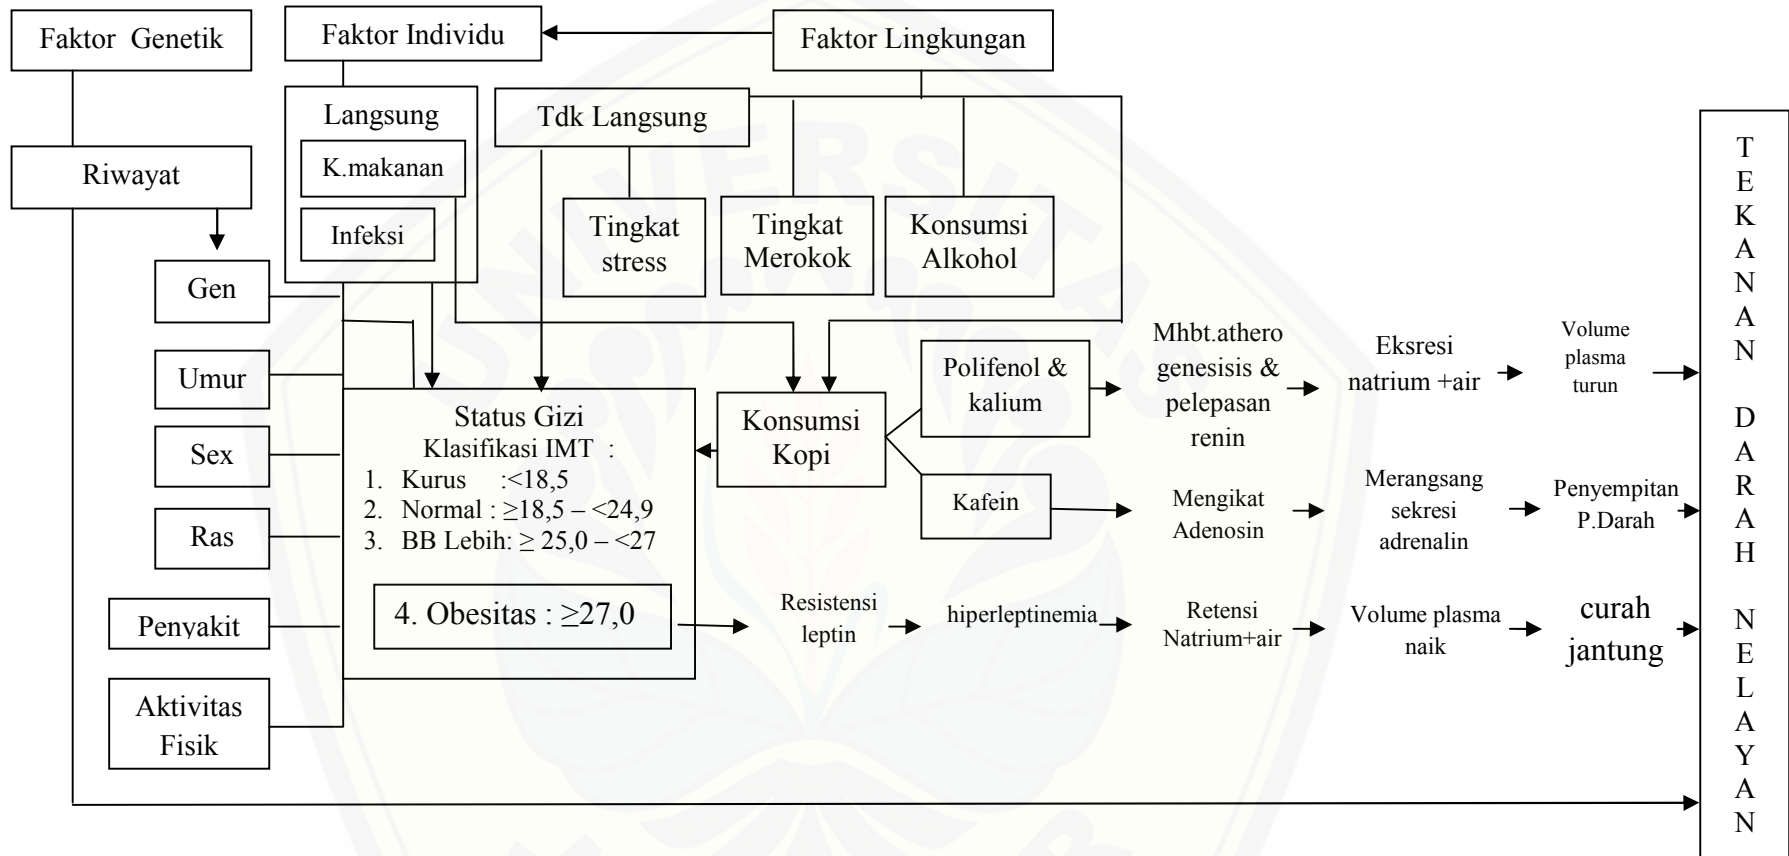 Faktor Genetik
Faktor Individu
Faktor Lingkungan
Langsung
K.makanan
Infeksi
Tdk Langsung
Riwayat
Tingkat
stress
Tingkat
Merokok
Konsumsi
Alkohol
Gen
Umur
Sex
Ras
Penyakit
Aktivitas
Fisik
Status Gizi
Klasifikasi IMT :
1. Kurus :<18,5
2. Normal : ≥18,5 – <24,9
3. BB Lebih: ≥ 25,0 – <27
4. Obesitas : ≥27,0
Konsumsi
Kopi
Polifenol &
kalium
Mhbt.athero
genesisis &
pelepasan
renin
Eksresi
natrium +air
Volume
plasma
turun
Kafein
Mengikat
Adenosin
Merangsang
sekresi
adrenalin
Penyempitan
P.Darah
Resistensi
leptin
hiperleptinemia
Retensi
Natrium+air
Volume plasma
naik
curah
jantung
TEKANAN DARAH NELAYAN
UNIVERSITAS